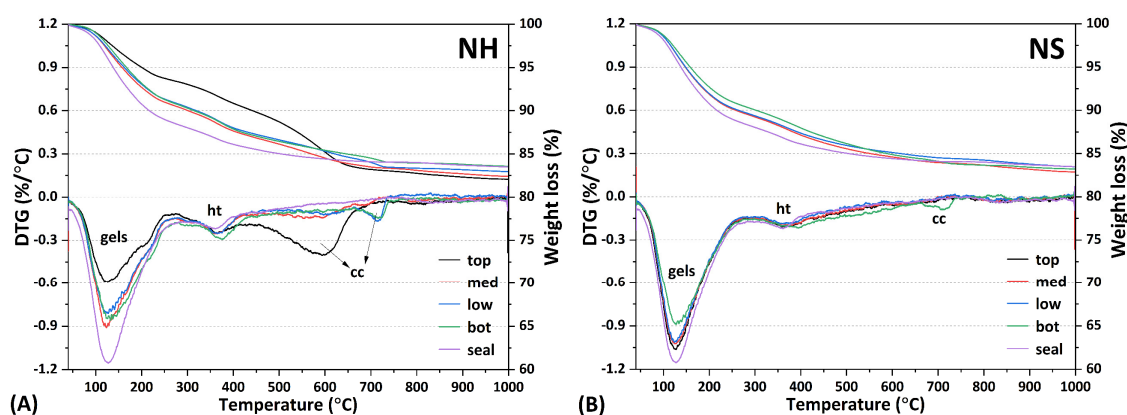 NH
DTG (%/°C)
1.2
0.9
0.6
0.3
0.0
-0.3
-0.6
-0.9
-1.2
100
95
90
85
80
75
70
65
60
Weight loss (%)
gels
ht
cc
top
med
low
bot
seal
100 200 300 400 500 600 700 800 900 1000
(A) Temperature (°C)
NS
DTG (%/°C)
1.2
0.9
0.6
0.3
0.0
-0.3
-0.6
-0.9
-1.2
100
95
90
85
80
75
70
65
60
Weight loss (%)
gels
ht
cc
top
med
low
bot
seal
100 200 300 400 500 600 700 800 900 1000
(B) Temperature (°C)